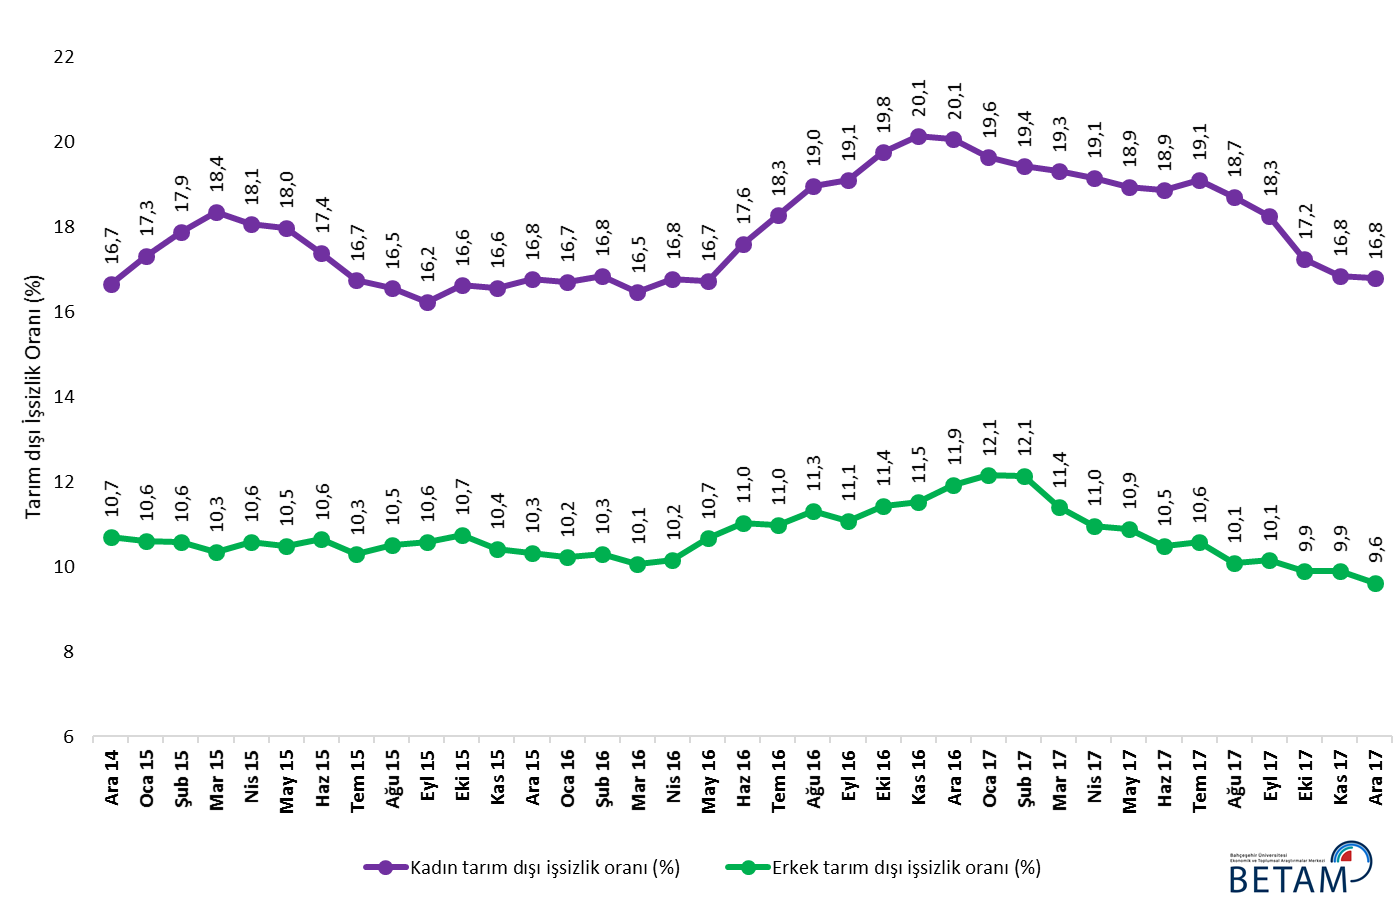 22
20
18
16
14
12
10
8
6
Tarım dışı İşsizlik Oranı (%)
16,7 17,3 17,9 18,4 18,1 18,0 17,4 16,7 16,5 16,2 16,6 16,6 16,8 16,7 16,8 16,5 16,8 16,7 17,6 18,3 19,0 19,1 19,8 20,1 20,1 19,6 19,4 19,3 19,1 18,9 18,9 19,1 18,7 18,3 17,2 16,8 16,8
10,7 10,6 10,6 10,3 10,6 10,5 10,6 10,3 10,5 10,6 10,7 10,4 10,3 10,2 10,3 10,1 10,2 10,7 11,0 11,0 11,3 11,1 11,4 11,5 11,9 12,1 12,1 11,4 11,0 10,9 10,5 10,6 10,1 10,1 9,9 9,9 9,6
Ara 14 Oca 15 Şub 15 Mar 15 Nis 15 May 15 Haz 15 Tem 15 Ağu 15 Eyl 15 Eki 15 Kas 15 Ara 15 Oca 16 Şub 16 Mar 16 Nis 16 May 16 Haz 16 Tem 16 Ağu 16 Eyl 16 Eki 16 Kas 16 Ara 16 Oca 17 Şub 17 Mar 17 Nis 17 May 17 Haz 17 Tem 17 Ağu 17 Eyl 17 Eki 17 Kas 17 Ara 17
Kadın tarım dışı işsizlik oranı (%) Erkek tarım dışı işsizlik oranı (%)
Bahçeşehir Üniversitesi
Ekonomik ve Toplumsal Araştırmalar Merkezi
BETAM